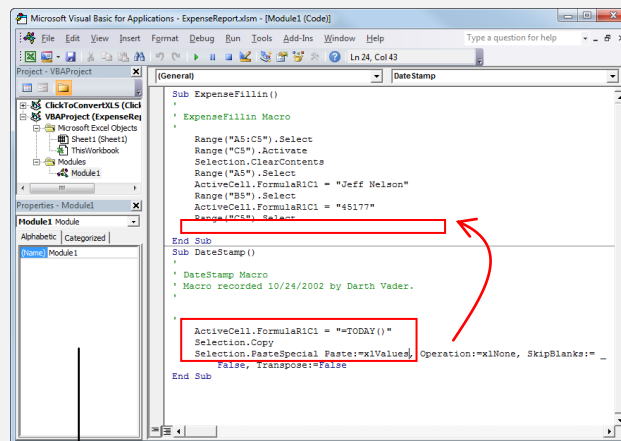 Microsoft Visual Basic for Applications - ExpenseReport.xlsm - [Module1 (Code)]
File Edit View Insert Format Debug Run Tools Add-Ins Window Help
Type a question for help
Ln 24, Col 43
Project - VBAProject
ClickToConvertXLS (Click
VBAProject (ExpenseRep
Microsoft Excel Objects
Sheet1 (Sheet1)
ThisWorkbook
Modules
Module1
Properties - Module1
Module1 Module
Alphabetic Categorized
(Name) Module1
(General) DateStamp
Sub ExpenseFillin()
'
' ExpenseFillin Macro
'
Range("A5:C5").Select
Range("C5").Activate
Selection.ClearContents
Range("A5").Select
ActiveCell.FormulaR1C1 = "Jeff Nelson"
Range("B5").Select
ActiveCell.FormulaR1C1 = "45177"
Range("C5").Select
End Sub
Sub DateStamp()
'
' DateStamp Macro
' Macro recorded 10/24/2002 by Darth Vader.
'
'
ActiveCell.FormulaR1C1 = "=TODAY()"
Selection.Copy
Selection.PasteSpecial Paste:=xlValues, Operation:=xlNone, SkipBlanks:= _
False, Transpose:=False
End Sub